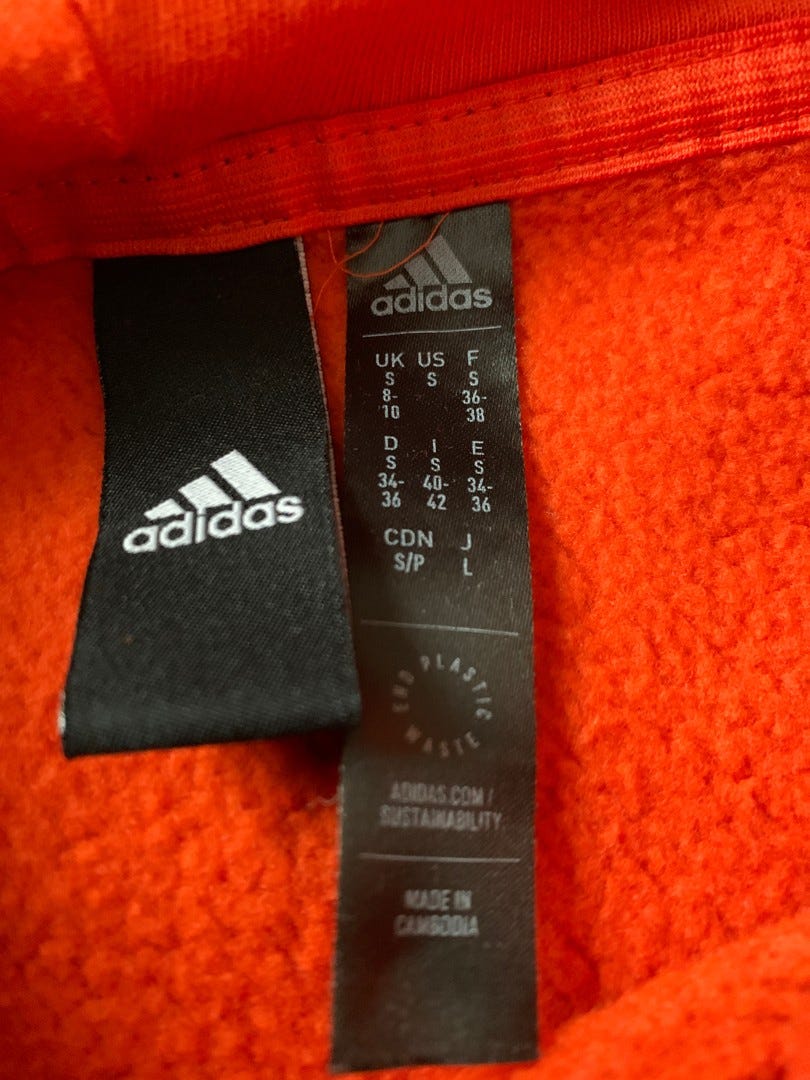 adidas
adidas
UK US F
S S S
8- 36-
10 38
D I E
S S S
34- 40- 34-
36 42 36
CDN J
S/P L
END PLASTIC WASTE
ADIDAS.COM/
SUSTAINABILITY
MADE IN
CAMBODIA